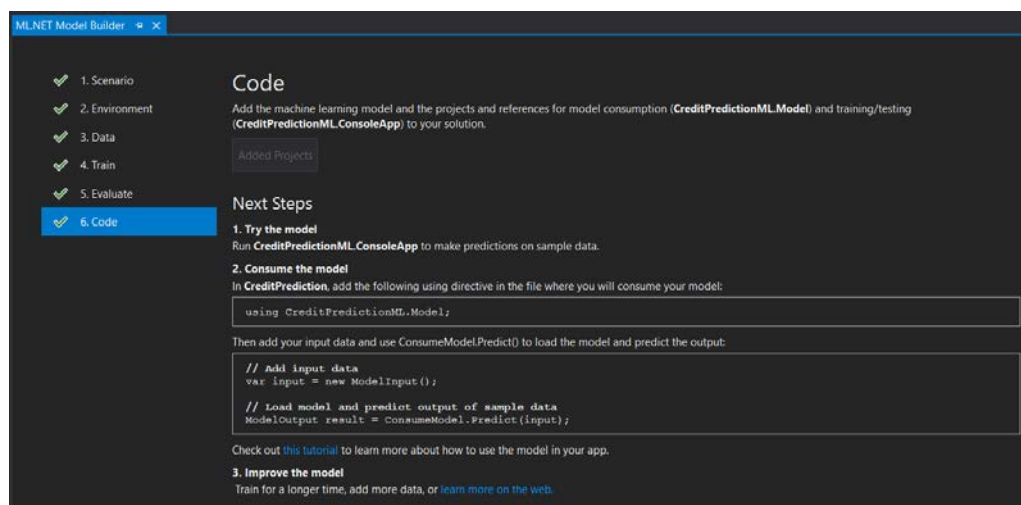 ML.NET Model Builder
1. Scenario
2. Environment
3. Data
4. Train
5. Evaluate
6. Code
Code
Add the machine learning model and the projects and references for model consumption (CreditPredictionML.Model) and training/testing
(CreditPredictionML.ConsoleApp) to your solution.
Added Projects
Next Steps
1. Try the model
Run CreditPredictionML.ConsoleApp to make predictions on sample data.
2. Consume the model
In CreditPrediction, add the following using directive in the file where you will consume your model:
using CreditPredictionML.Model;
Then add your input data and use ConsumeModel.Predict() to load the model and predict the output:
// Add input data
var input = new ModelInput();
// Load model and predict output of sample data
ModelOutput result = ConsumeModel.Predict(input);
Check out this tutorial to learn more about how to use the model in your app.
3. Improve the model
Train for a longer time, add more data, or learn more on the web.